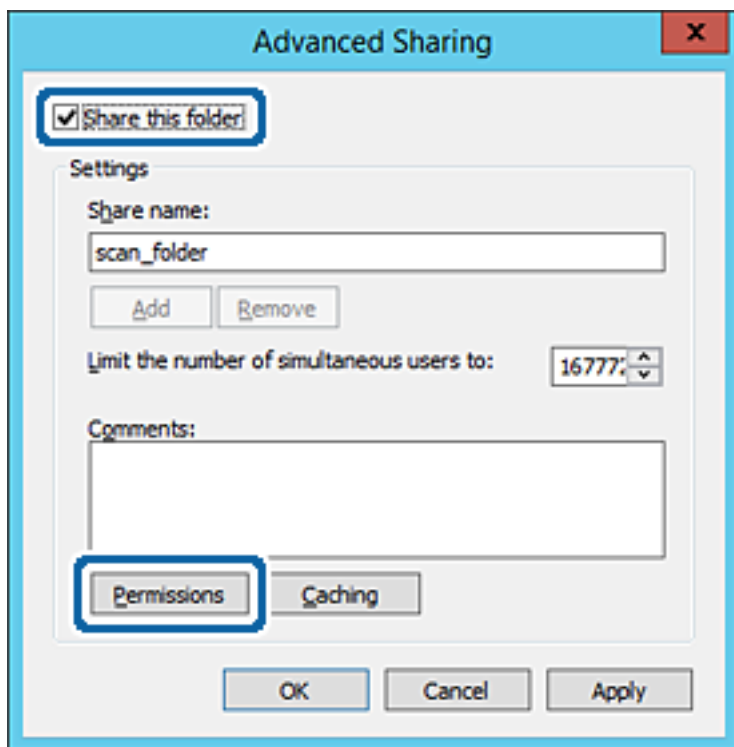 Advanced Sharing
x
Share this folder
Settings
Share name:
scan_folder
Add
Remove
Limit the number of simultaneous users to:
Comments:
Permissions
Caching
OK
Cancel
Apply